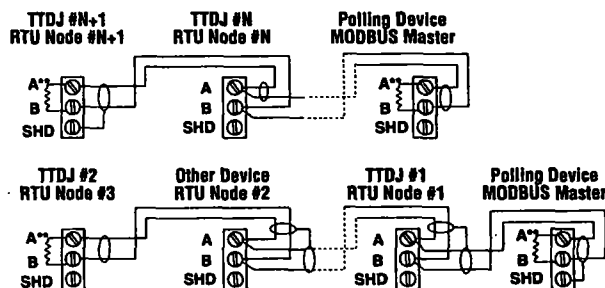 TTDJ #N+1
RTU Node #N+1
TTDJ #N
RTU Node #N
Polling Device
MODBUS Master
A**
B
SHD
A
B
SHD
A**
B
SHD
TTDJ #2
RTU Node #3
Other Device
RTU Node #2
TTDJ #1
RTU Node #1
Polling Device
MODBUS Master
A**
B
SHD
A
B
SHD
A
B
SHD
A**
B
SHD